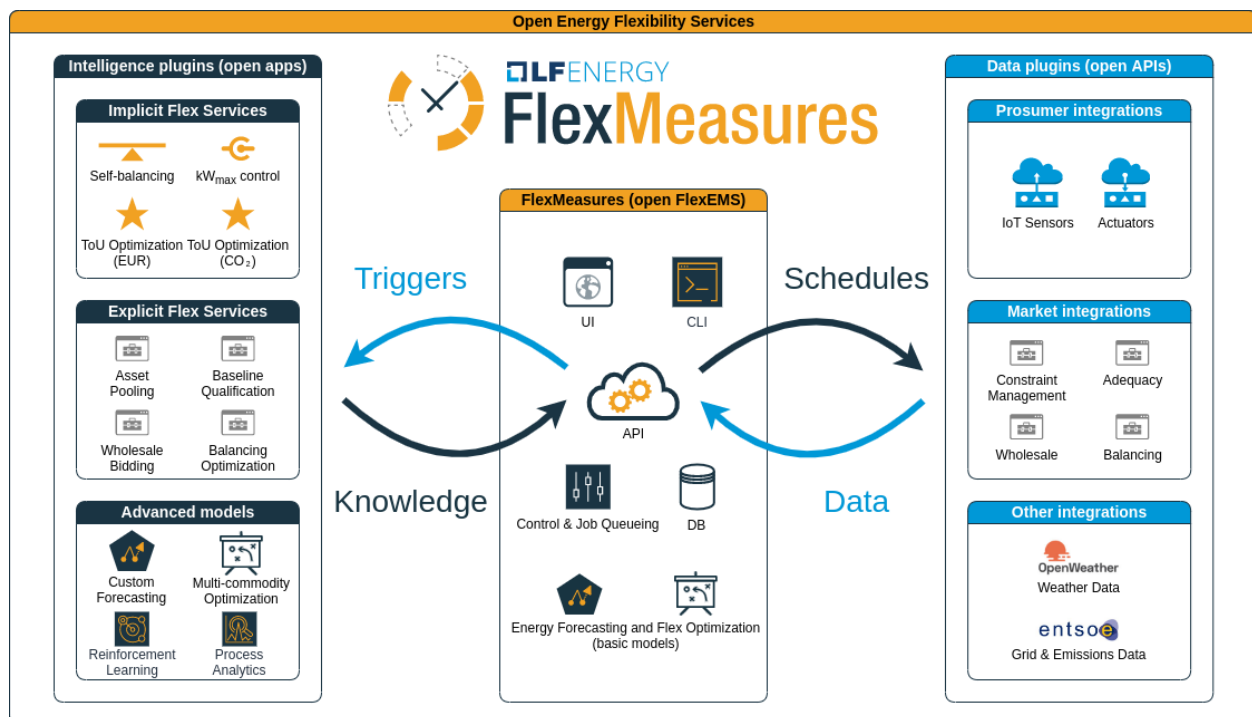 Open Energy Flexibility Services
Intelligence plugins (open apps)
Implicit Flex Services
Self-balancing
kWmax control
ToU Optimization
(EUR)
ToU Optimization
(CO₂)
Explicit Flex Services
Asset
Pooling
Baseline
Qualification
Wholesale
Bidding
Balancing
Optimization
Advanced models
Custom
Forecasting
Multi-commodity
Optimization
Reinforcement
Learning
Process
Analytics
LFENERGY
FlexMeasures
Triggers
Knowledge
FlexMeasures (open FlexEMS)
UI
CLI
API
Control & Job Queueing
DB
Energy Forecasting and Flex Optimization
(basic models)
Schedules
Data
Data plugins (open APIs)
Prosumer integrations
IoT Sensors
Actuators
Market integrations
Constraint
Management
Adequacy
Wholesale
Balancing
Other integrations
OpenWeather
Weather Data
entsoe
Grid & Emissions Data